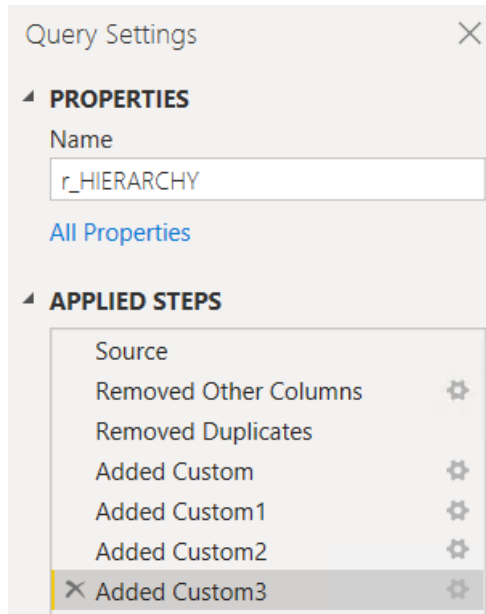 Query Settings
PROPERTIES
Name
r_HIERARCHY
All Properties
APPLIED STEPS
Source
Removed Other Columns
Removed Duplicates
Added Custom
Added Custom1
Added Custom2
Added Custom3